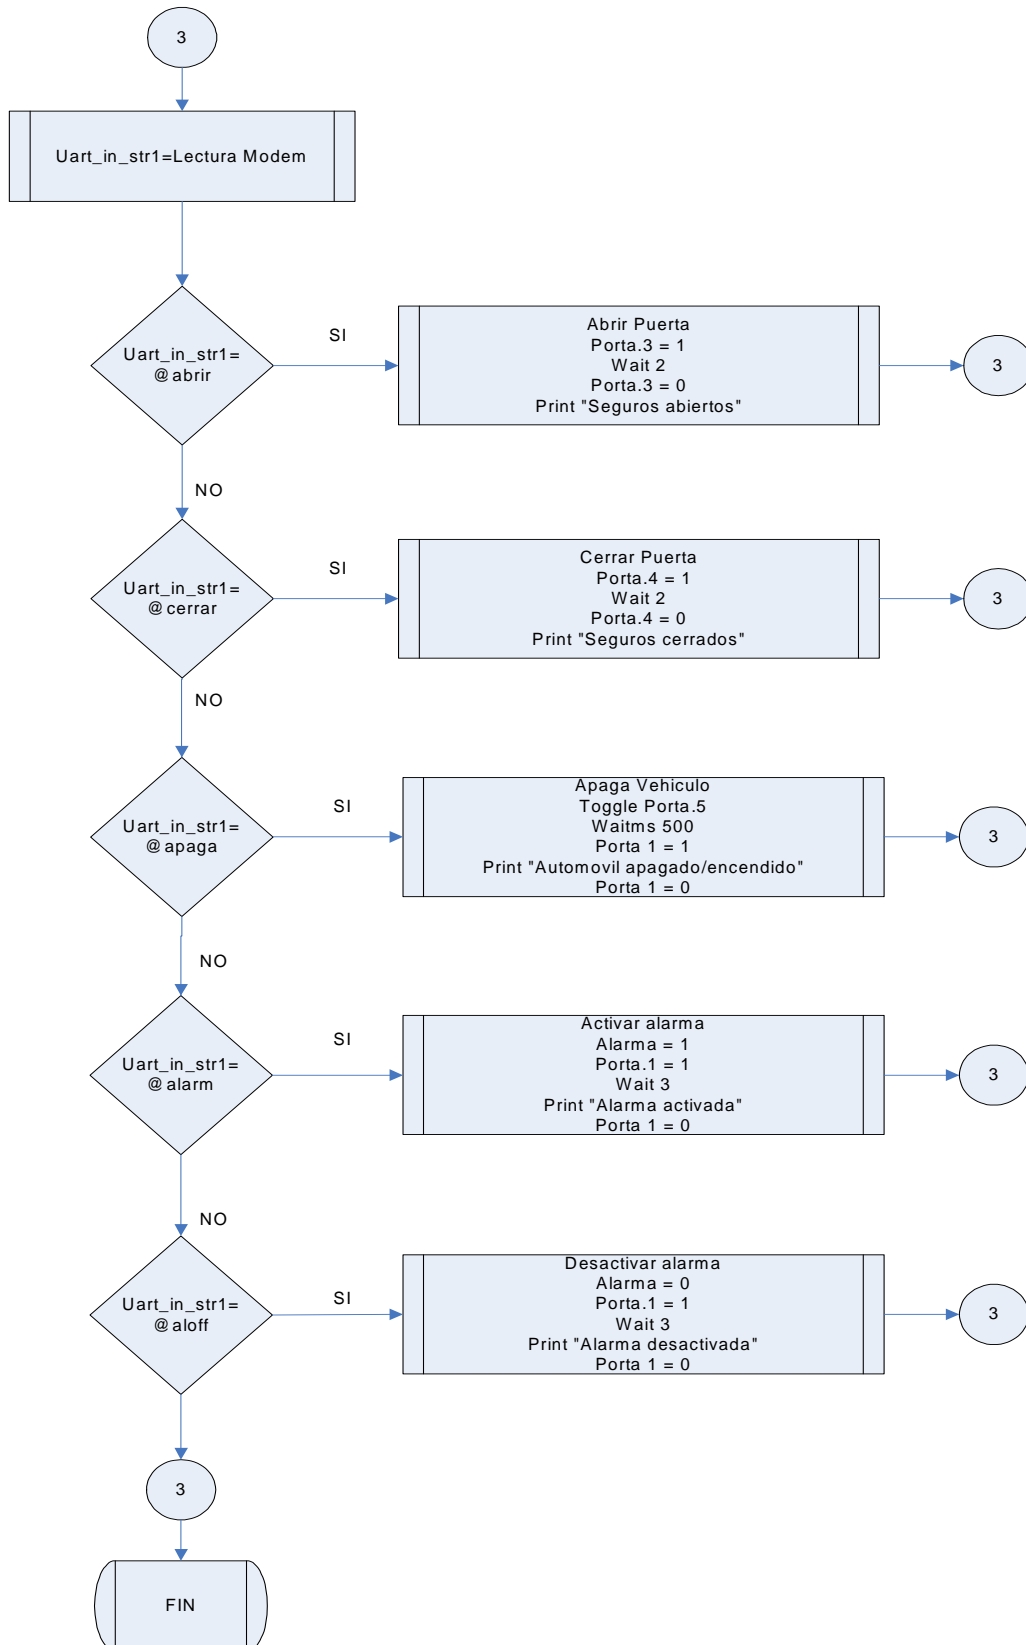 3
Uart_in_str1=Lectura Modem
Uart_in_str1=
@abrir
SI
Abrir Puerta
Porta.3 = 1
Wait 2
Porta.3 = 0
Print "Seguros abiertos"
3
NO
Uart_in_str1=
@cerrar
SI
Cerrar Puerta
Porta.4 = 1
Wait 2
Porta.4 = 0
Print "Seguros cerrados"
3
NO
Uart_in_str1=
@apaga
SI
Apaga Vehiculo
Toggle Porta.5
Waitms 500
Porta 1 = 1
Print "Automovil apagado/encendido"
Porta 1 = 0
3
NO
Uart_in_str1=
@alarm
SI
Activar alarma
Alarma = 1
Porta.1 = 1
Wait 3
Print "Alarma activada"
Porta 1 = 0
3
NO
Uart_in_str1=
@aloff
SI
Desactivar alarma
Alarma = 0
Porta.1 = 1
Wait 3
Print "Alarma desactivada"
Porta 1 = 0
3
3
FIN